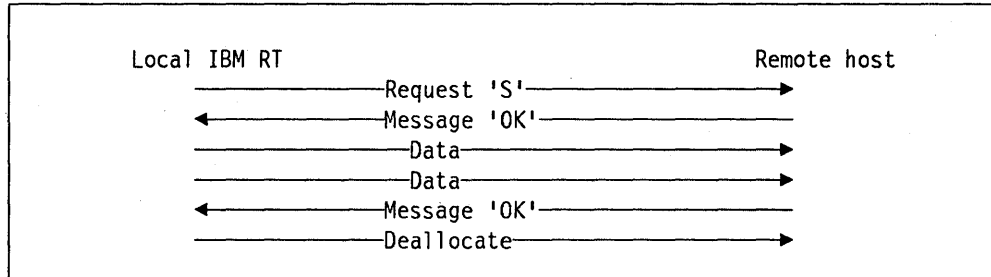 Local IBM RT Remote host
Request 'S'
Message 'OK'
Data
Data
Message 'OK'
Deallocate